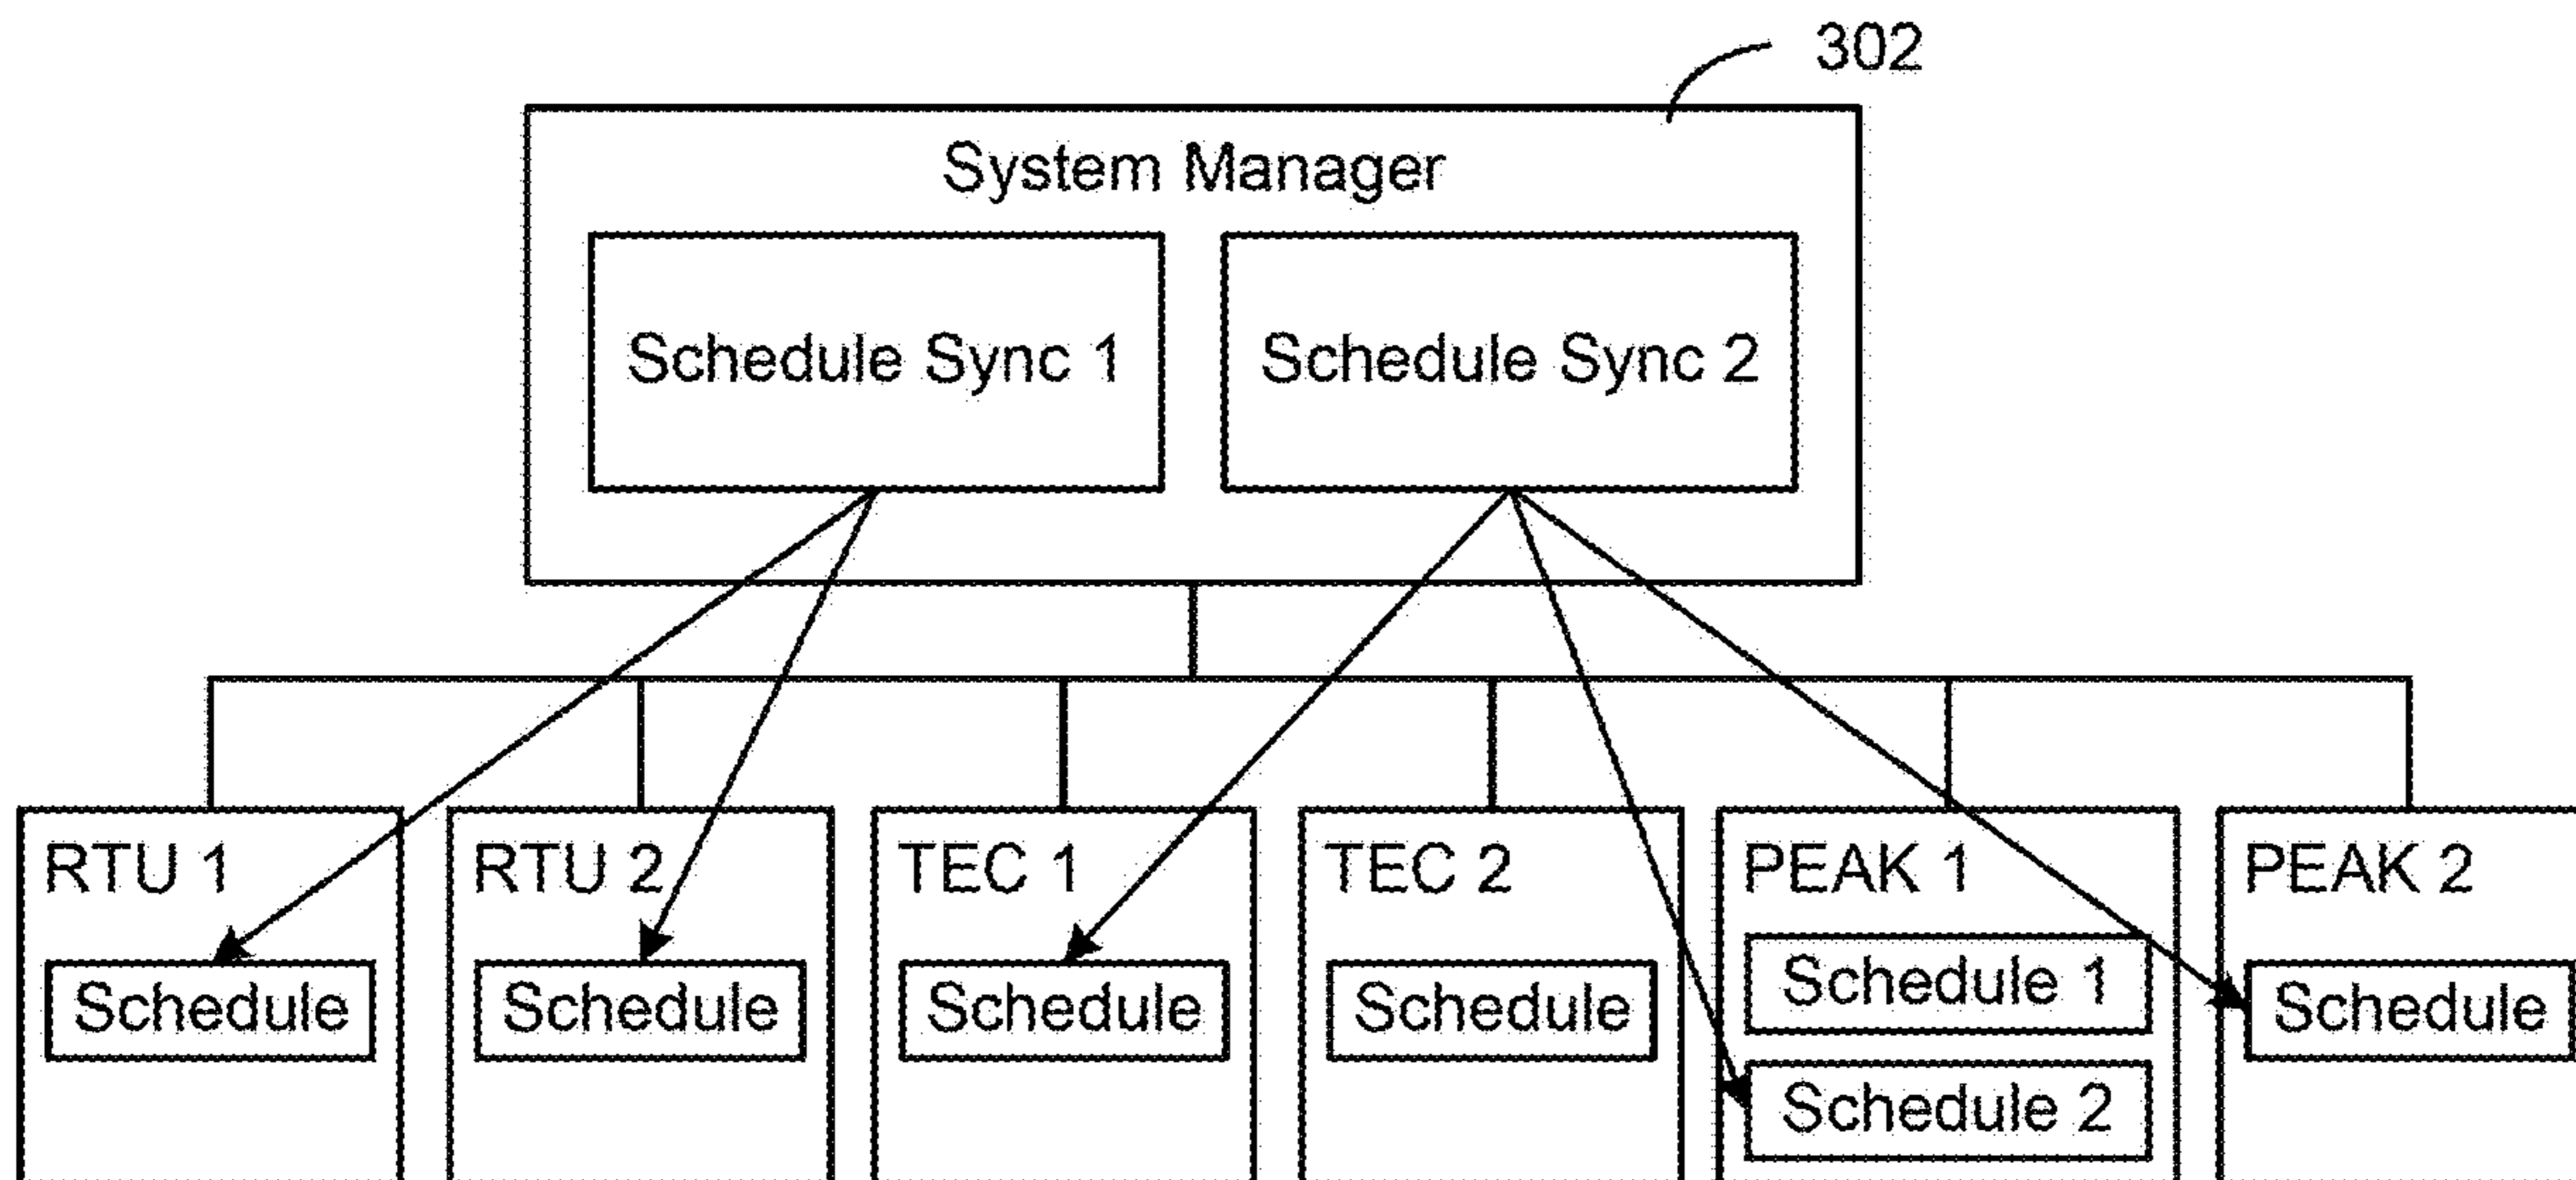 302
System Manager
Schedule Sync 1
Schedule Sync 2
RTU 1
Schedule
RTU 2
Schedule
TEC 1
Schedule
TEC 2
Schedule
PEAK 1
Schedule 1
Schedule 2
PEAK 2
Schedule